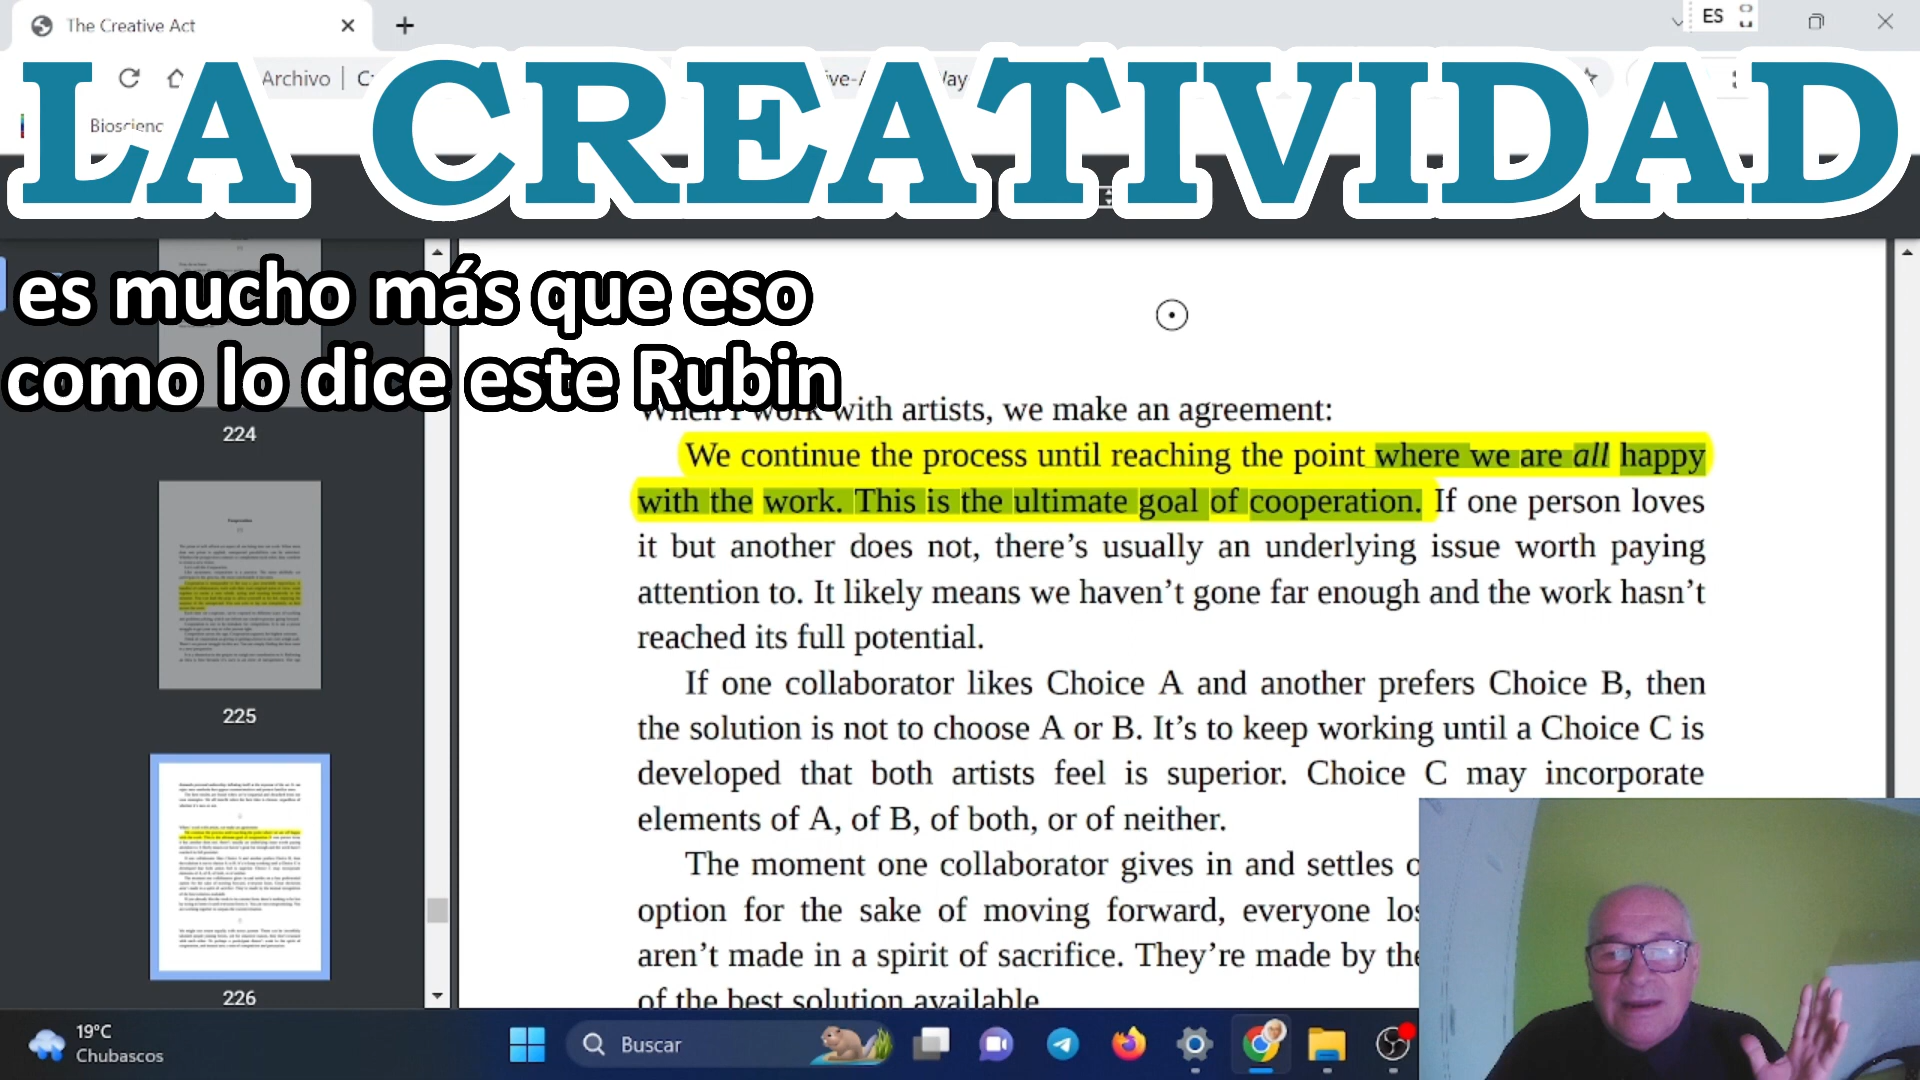 The Creative Act
ES
LA CREATIVIDAD
Archivo
Bioscienc
es mucho más que eso
como lo dice este Rubin
with artists, we make an agreement:
We continue the process until reaching the point where we are all happy
with the work. This is the ultimate goal of cooperation. If one person loves
it but another does not, there's usually an underlying issue worth paying
attention to. It likely means we haven't gone far enough and the work hasn't
reached its full potential.
If one collaborator likes Choice A and another prefers Choice B, then
the solution is not to choose A or B. It's to keep working until a Choice C is
developed that both artists feel is superior. Choice C may incorporate
elements of A, of B, of both, or of neither.
The moment one collaborator gives in and settles
option for the sake of moving forward, everyone
aren't made in a spirit of sacrifice. They're made by
of the best solution available
224
225
226
19°C
Chubascos
Buscar